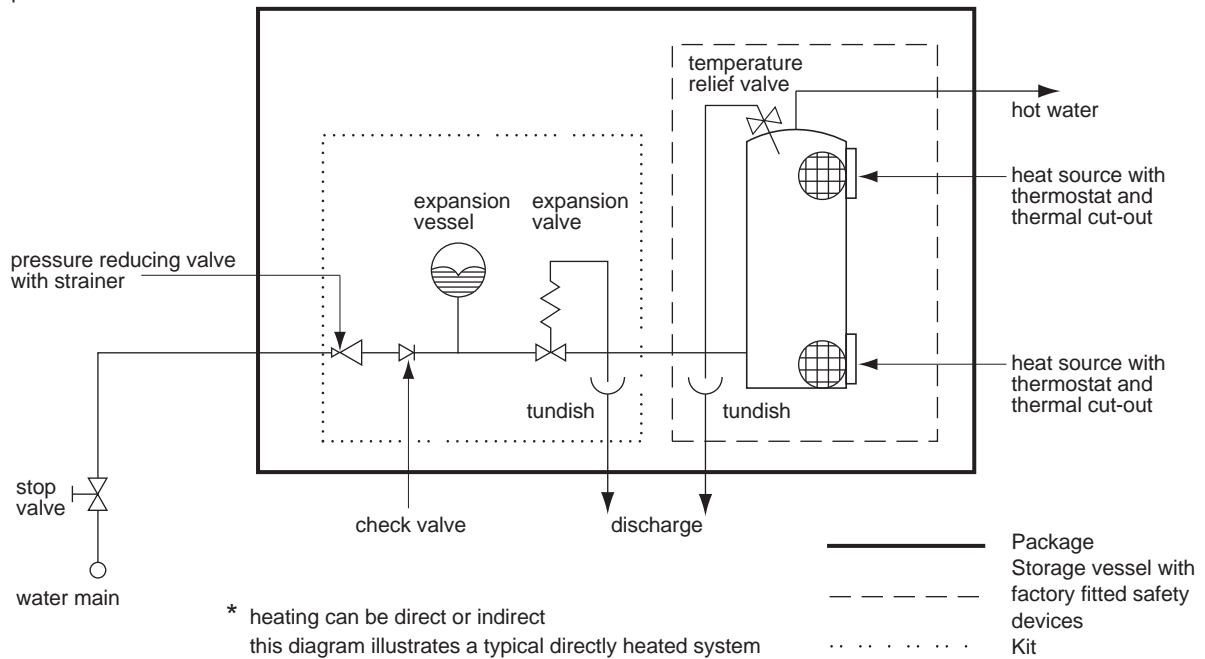 temperature
relief valve
hot water
heat source with
thermostat and
thermal cut-out
expansion
vessel
expansion
valve
pressure reducing valve
with strainer
heat source with
thermostat and
thermal cut-out
tundish
tundish
stop
valve
check valve
discharge
water main
Package
Storage vessel with
factory fitted safety
devices
Kit
* heating can be direct or indirect
this diagram illustrates a typical directly heated system